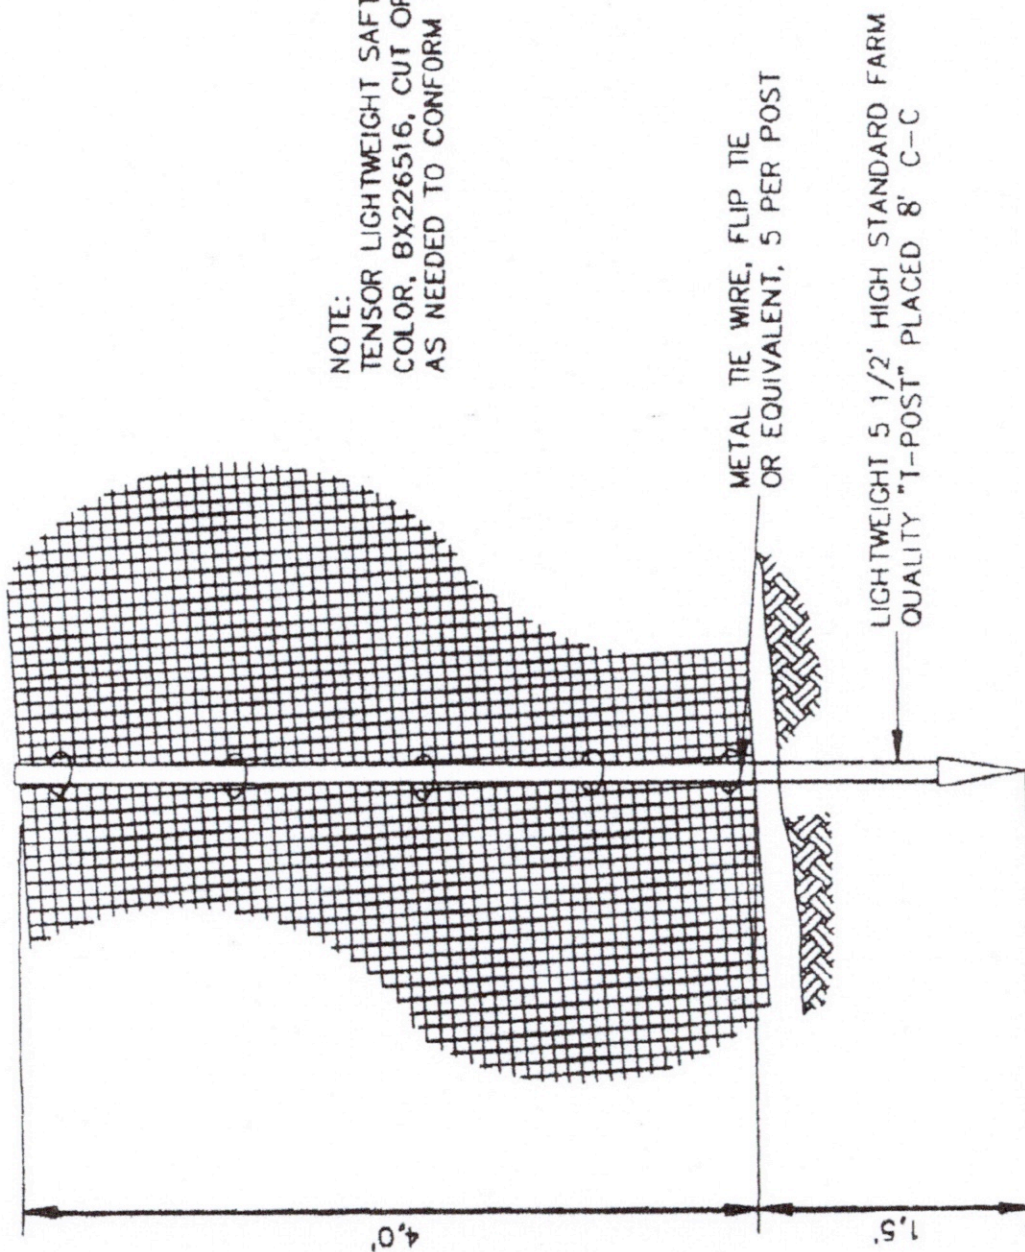 NOTE:
TENSOR LIGHTWEIGHT SAFT
COLOR, BX226516, CUT OF
AS NEEDED TO CONFORM
METAL TIE WIRE, FLIP TIE
OR EQUIVALENT, 5 PER POST
LIGHTWEIGHT 5 1/2' HIGH STANDARD FARM
QUALITY "T-POST" PLACED 8' C-C
4.0'
1.5'